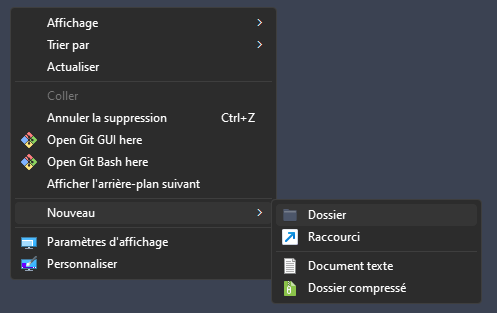 Affichage
Trier par
Actualiser
Coller
Annuler la suppression Ctrl+Z
Open Git GUI here
Open Git Bash here
Afficher l'arrière-plan suivant
Nouveau
Paramètres d'affichage
Personnaliser
Dossier
Raccourci
Document texte
Dossier compressé